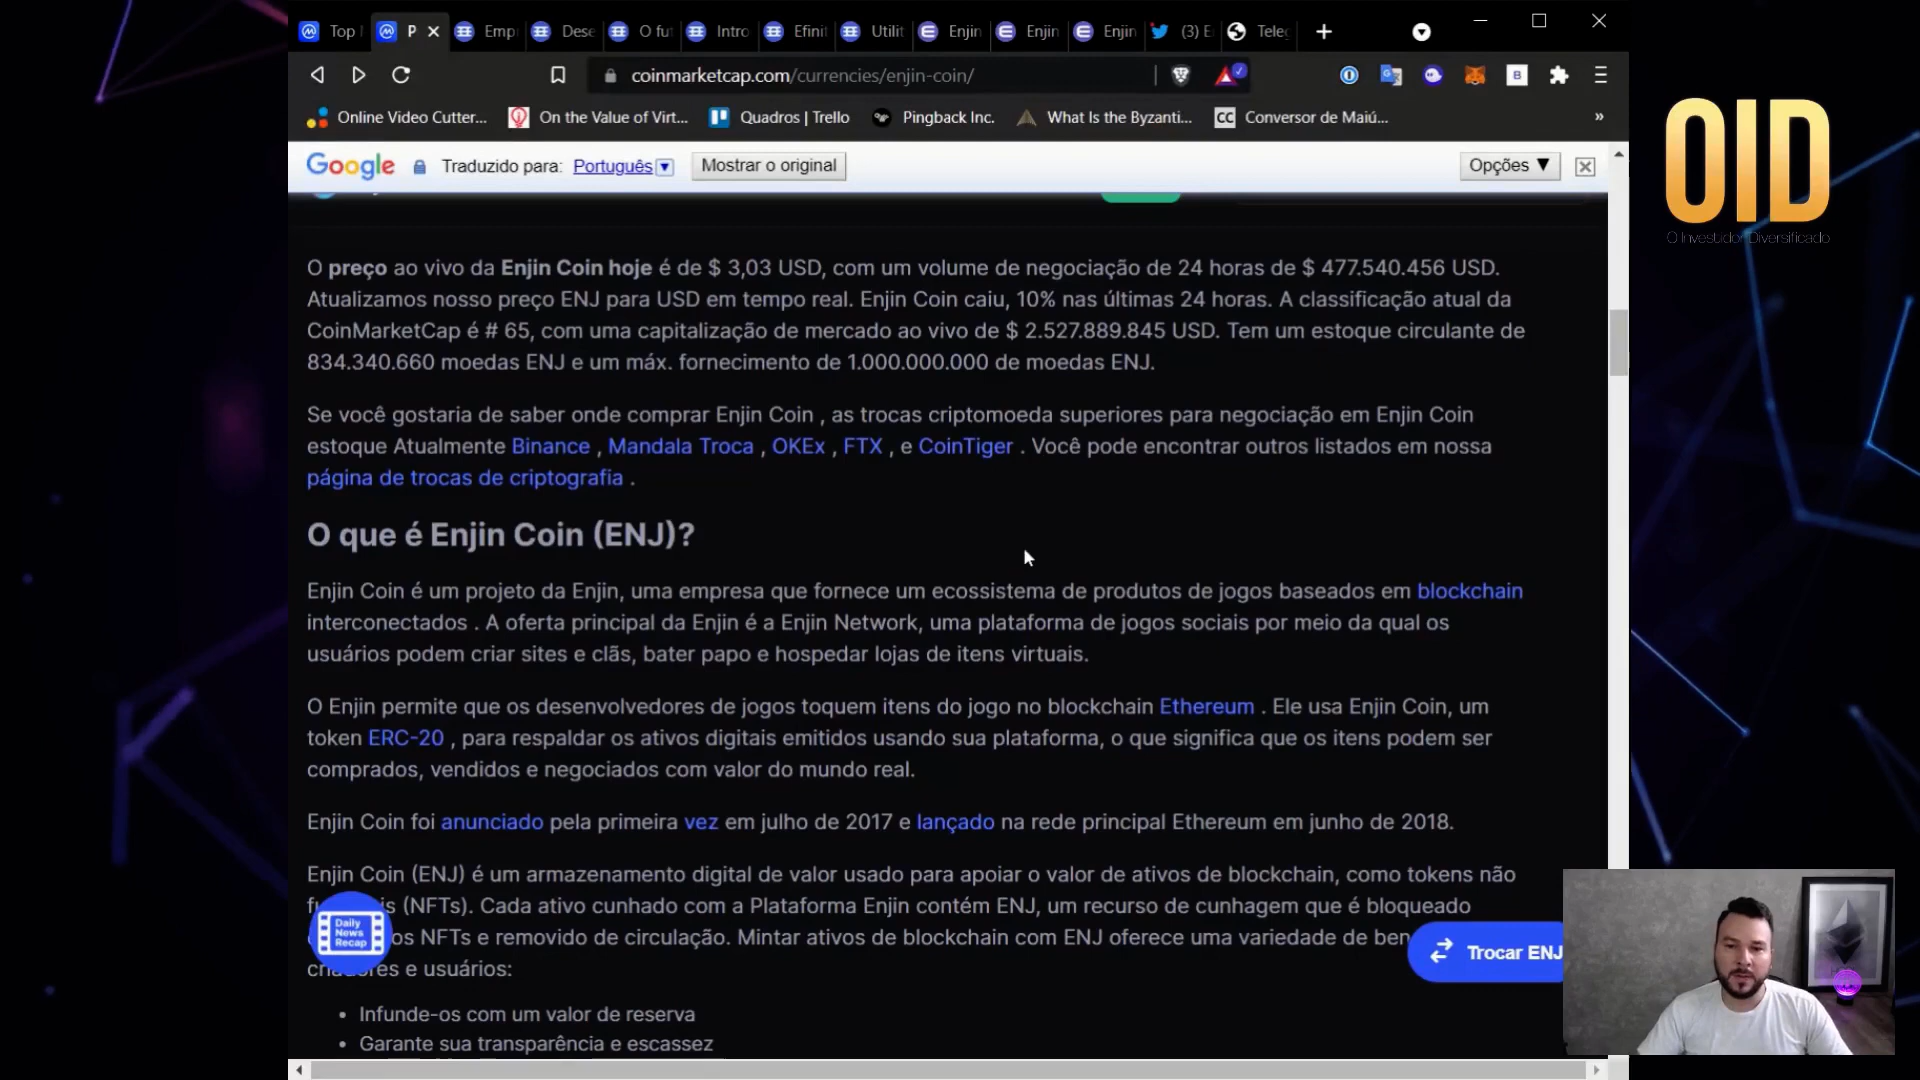 Top
P
Emp
Dese
O fu
Intro
Efini
Utilit
Enjin
Enjin
Enjin
(3) E
Tele
coinmarketcap.com/currencies/enjin-coin/
Online Video Cutter...
On the Value of Virt...
Quadros | Trello
Pingback Inc.
What Is the Byzanti...
CC Conversor de Maiú...
»
Google Traduzido para: Português Mostrar o original Opções ▼
OID
O Investidor Diversificado
O preço ao vivo da Enjin Coin hoje é de $ 3,03 USD, com um volume de negociação de 24 horas de $ 477.540.456 USD.
Atualizamos nosso preço ENJ para USD em tempo real. Enjin Coin caiu, 10% nas últimas 24 horas. A classificação atual da
CoinMarketCap é # 65, com uma capitalização de mercado ao vivo de $ 2.527.889.845 USD. Tem um estoque circulante de
834.340.660 moedas ENJ e um máx. fornecimento de 1.000.000.000 de moedas ENJ.
Se você gostaria de saber onde comprar Enjin Coin , as trocas criptomoeda superiores para negociação em Enjin Coin
estoque Atualmente Binance , Mandala Troca , OKEx , FTX , e CoinTiger . Você pode encontrar outros listados em nossa
página de trocas de criptografia .
O que é Enjin Coin (ENJ)?
Enjin Coin é um projeto da Enjin, uma empresa que fornece um ecossistema de produtos de jogos baseados em blockchain
interconectados . A oferta principal da Enjin é a Enjin Network, uma plataforma de jogos sociais por meio da qual os
usuários podem criar sites e clãs, bater papo e hospedar lojas de itens virtuais.
O Enjin permite que os desenvolvedores de jogos toquem itens do jogo no blockchain Ethereum . Ele usa Enjin Coin, um
token ERC-20 , para respaldar os ativos digitais emitidos usando sua plataforma, o que significa que os itens podem ser
comprados, vendidos e negociados com valor do mundo real.
Enjin Coin foi anunciado pela primeira vez em julho de 2017 e lançado na rede principal Ethereum em junho de 2018.
Enjin Coin (ENJ) é um armazenamento digital de valor usado para apoiar o valor de ativos de blockchain, como tokens não
f is (NFTs). Cada ativo cunhado com a Plataforma Enjin contém ENJ, um recurso de cunhagem que é bloqueado
os NFTs e removido de circulação. Mintar ativos de blockchain com ENJ oferece uma variedade de ben
criadores e usuários:
Daily
News
Recap
Trocar ENJ
• Infunde-os com um valor de reserva
• Garante sua transparência e escassez